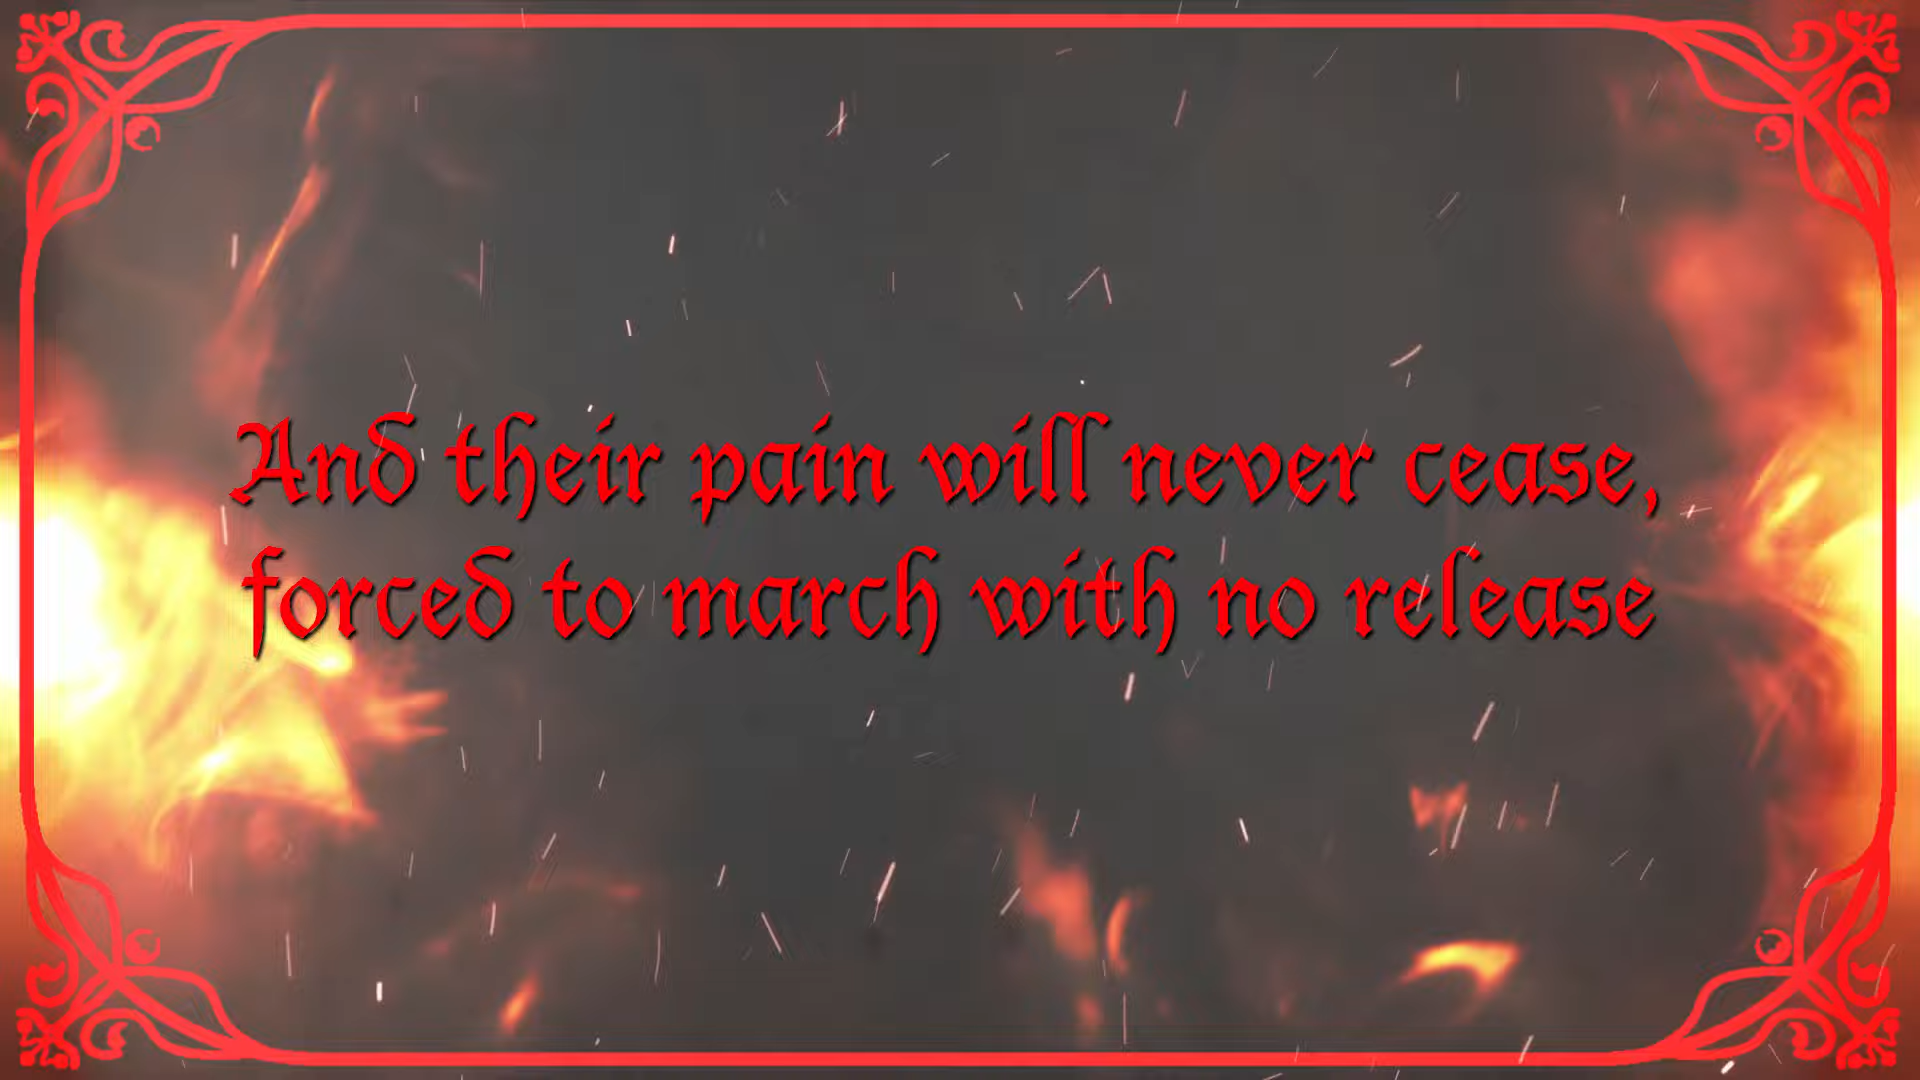 And their pain will never cease,
forced to march with no release